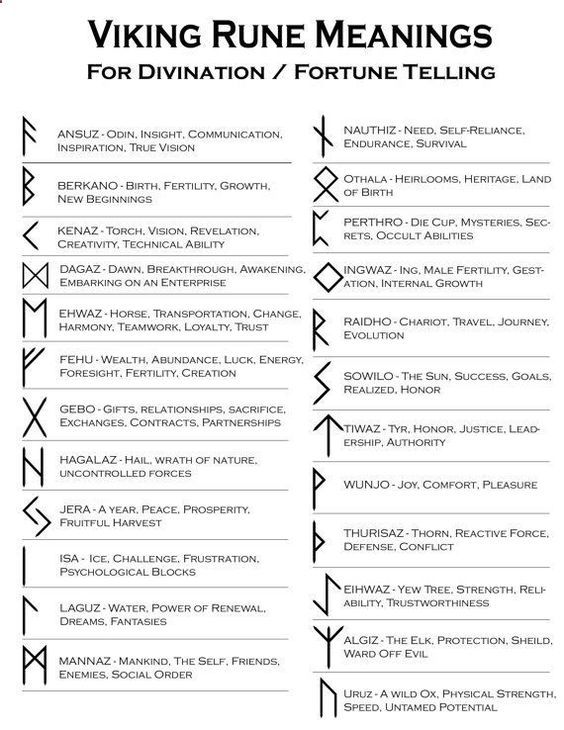 VIKING RUNE MEANINGS
FOR DIVINATION / FORTUNE TELLING
ᚨ ANSUZ - ODIN, INSIGHT, COMMUNICATION,
INSPIRATION, TRUE VISION
ᛒ BERKANO - BIRTH, FERTILITY, GROWTH,
NEW BEGINNINGS
ᚲ KENAZ - TORCH, VISION, REVELATION,
CREATIVITY, TECHNICAL ABILITY
ᛞ DAGAZ - DAWN, BREAKTHROUGH, AWAKENING,
EMBARKING ON AN ENTERPRISE
ᛖ EHWAZ - HORSE, TRANSPORTATION, CHANGE,
HARMONY, TEAMWORK, LOYALTY, TRUST
ᚠ FEHU - WEALTH, ABUNDANCE, LUCK, ENERGY,
FORESIGHT, FERTILITY, CREATION
ᚷ GEBO - GIFTS, RELATIONSHIPS, SACRIFICE,
EXCHANGES, CONTRACTS, PARTNERSHIPS
ᚺ HAGALAZ - HAIL, WRATH OF NATURE,
UNCONTROLLED FORCES
ᛃ JERA - A YEAR, PEACE, PROSPERITY,
FRUITFUL HARVEST
ᛁ ISA - ICE, CHALLENGE, FRUSTRATION,
PSYCHOLOGICAL BLOCKS
ᛚ LAGUZ - WATER, POWER OF RENEWAL,
DREAMS, FANTASIES
ᛗ MANNAZ - MANKIND, THE SELF, FRIENDS,
ENEMIES, SOCIAL ORDER
ᚾ NAUTHIZ - NEED, SELF-RELIANCE,
ENDURANCE, SURVIVAL
ᛟ OTHALA - HEIRLOOMS, HERITAGE, LAND
OF BIRTH
ᛈ PERTHRO - DIE CUP, MYSTERIES, SEC-
RETS, OCCULT ABILITIES
ᛜ INGWAZ - ING, MALE FERTILITY, GEST-
ATION, INTERNAL GROWTH
ᚱ RAIDHO - CHARIOT, TRAVEL, JOURNEY,
EVOLUTION
ᛊ SOWILO - THE SUN, SUCCESS, GOALS,
REALIZED, HONOR
ᛏ TIWAZ - TYR, HONOR, JUSTICE, LEAD-
ERSHIP, AUTHORITY
ᚹ WUNJO - JOY, COMFORT, PLEASURE
ᚦ THURISAZ - THORN, REACTIVE FORCE,
DEFENSE, CONFLICT
ᛇ EIHWAZ - YEW TREE, STRENGTH, RELI-
ABILITY, TRUSTWORTHINESS
ᛉ ALGIZ - THE ELK, PROTECTION, SHEILD,
WARD OFF EVIL
ᚢ URUZ - A WILD OX, PHYSICAL STRENGTH,
SPEED, UNTAMED POTENTIAL